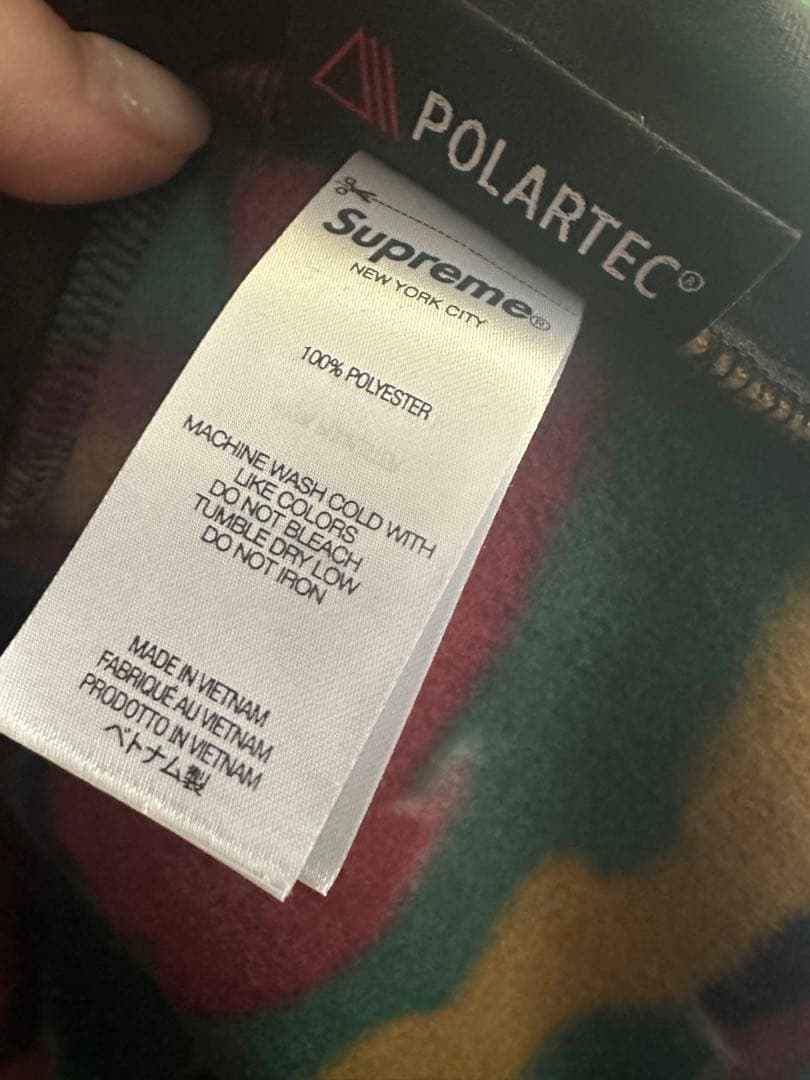 POLARTEC®
Supreme®
NEW YORK CITY
100% POLYESTER
MACHINE WASH COLD WITH
LIKE COLORS
DO NOT BLEACH
TUMBLE DRY LOW
DO NOT IRON
MADE IN VIETNAM
FABRIQUÉ AU VIETNAM
PRODOTTO IN VIETNAM
ベトナム製